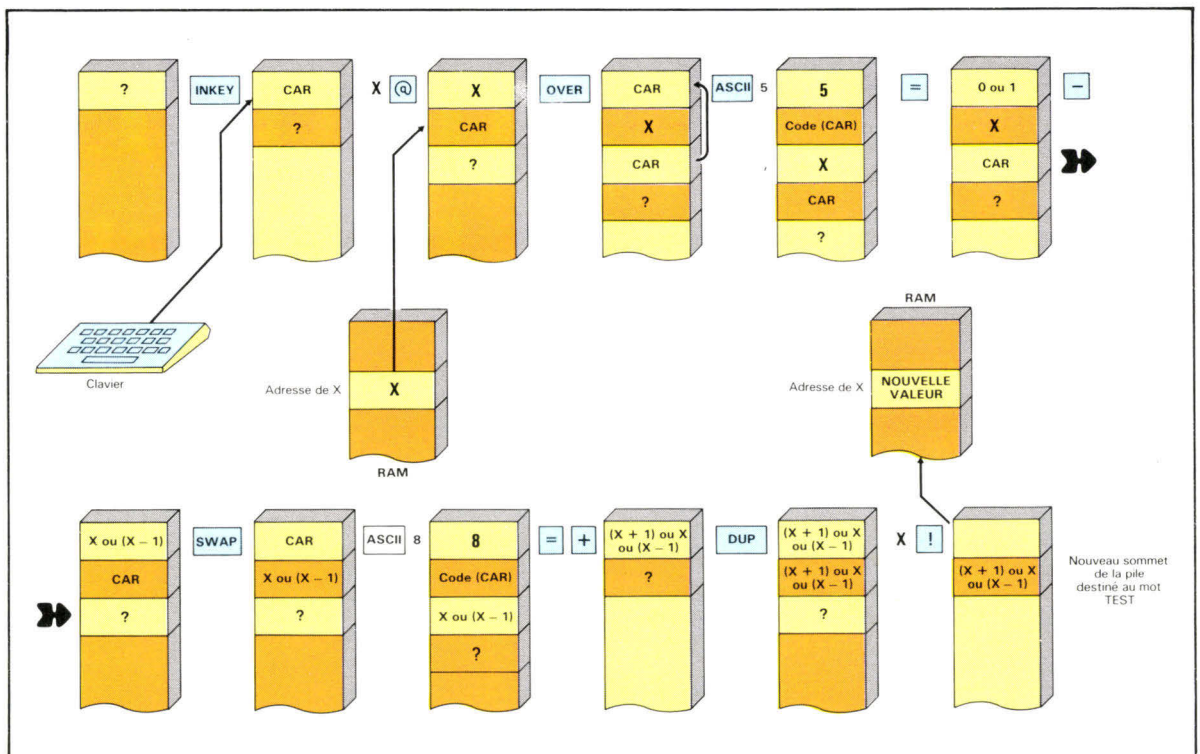 ?
INKEY
CAR
?
X @
X
CAR
?
OVER
CAR
X
CAR
?
ASCII 5
5
Code (CAR)
X
CAR
?
=
0 ou 1
X
CAR
?
-
Clavier
Adresse de X
X
RAM
RAM
Adresse de X
NOUVELLE
VALEUR
X ou (X – 1)
CAR
?
SWAP
CAR
X ou (X – 1)
?
ASCII 8
8
Code (CAR)
X ou (X – 1)
?
= +
(X + 1) ou X
ou (X – 1)
?
DUP
(X + 1) ou X
ou (X – 1)
(X + 1) ou X
ou (X – 1)
?
X !
(X + 1) ou X
ou (X – 1)
Nouveau sommet
de la pile
destiné au mot
TEST